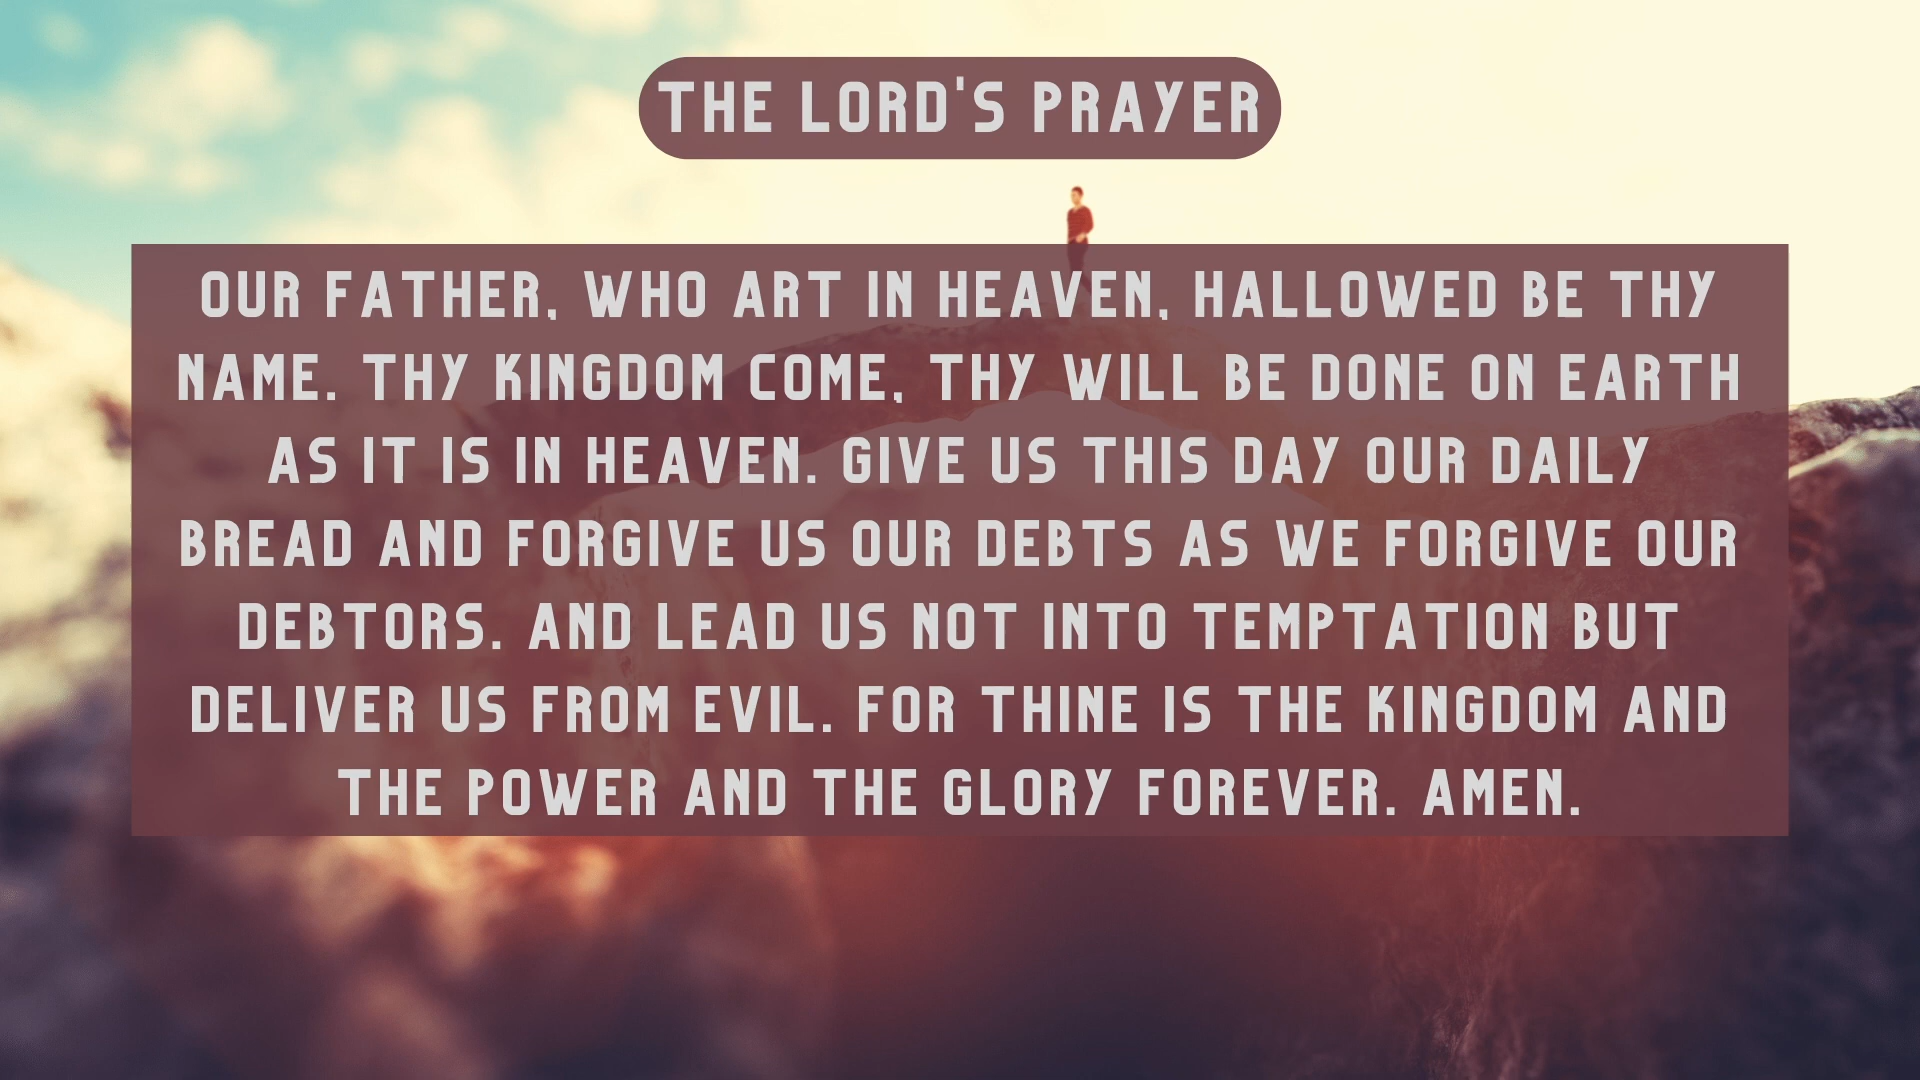 THE LORD'S PRAYER
OUR FATHER, WHO ART IN HEAVEN, HALLOWED BE THY
NAME. THY KINGDOM COME, THY WILL BE DONE ON EARTH
AS IT IS IN HEAVEN. GIVE US THIS DAY OUR DAILY
BREAD AND FORGIVE US OUR DEBTS AS WE FORGIVE OUR
DEBTORS. AND LEAD US NOT INTO TEMPTATION BUT
DELIVER US FROM EVIL. FOR THINE IS THE KINGDOM AND
THE POWER AND THE GLORY FOREVER. AMEN.